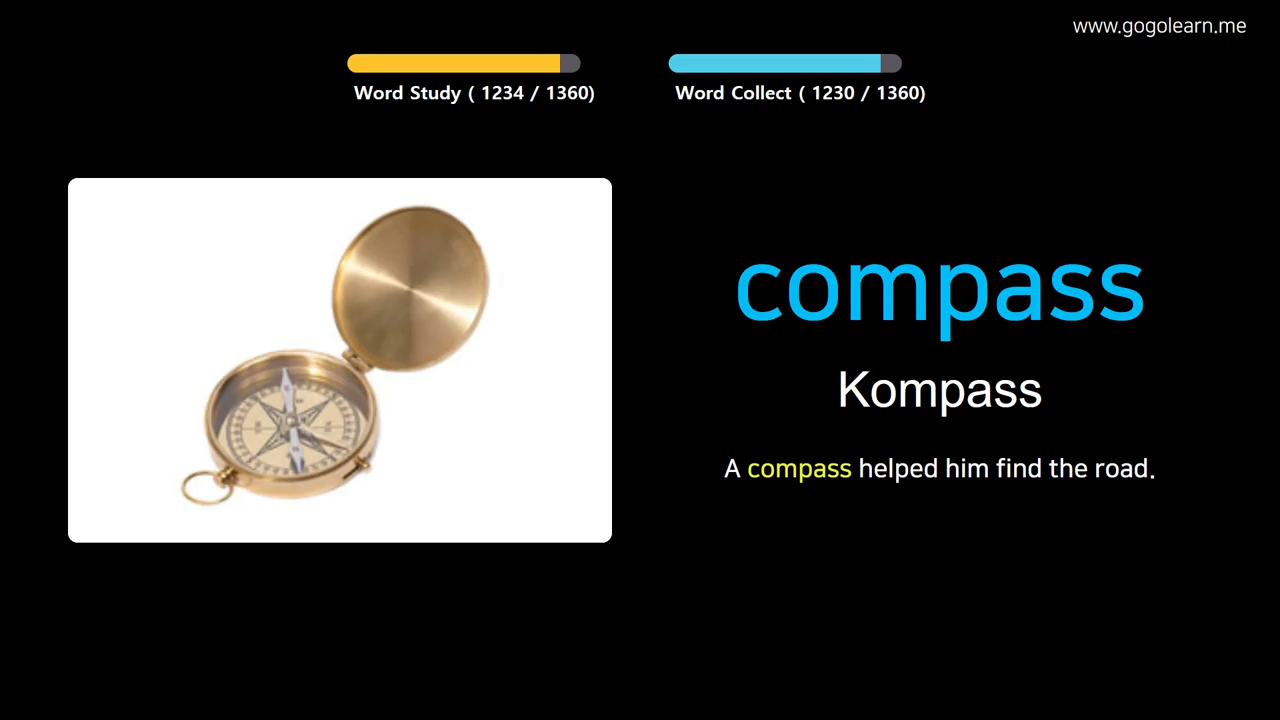 www.gogolearn.me
Word Study ( 1234 / 1360)
Word Collect ( 1230 / 1360)
compass
Kompass
A compass helped him find the road.